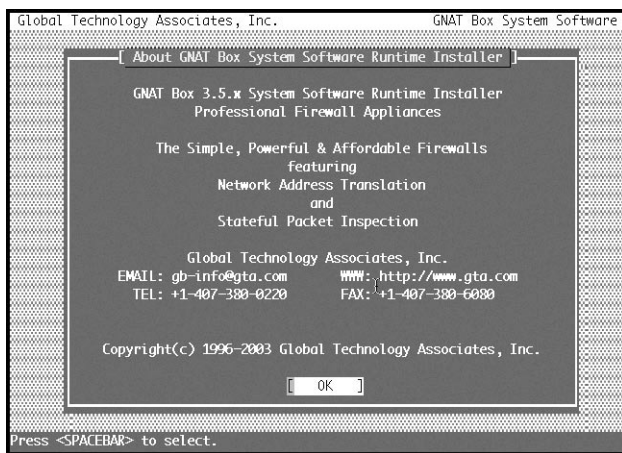 Global Technology Associates, Inc. GNAT Box System Software
[ About GNAT Box System Software Runtime Installer ]
GNAT Box 3.5.x System Software Runtime Installer
Professional Firewall Appliances
The Simple, Powerful & Affordable Firewalls
featuring
Network Address Translation
and
Stateful Packet Inspection
Global Technology Associates, Inc.
EMAIL: gb-info@gta.com WWW: http://www.gta.com
TEL: +1-407-380-0220 FAX: +1-407-380-6080
Copyright(c) 1996-2003 Global Technology Associates, Inc.
[ OK ]
Press <SPACEBAR> to select.